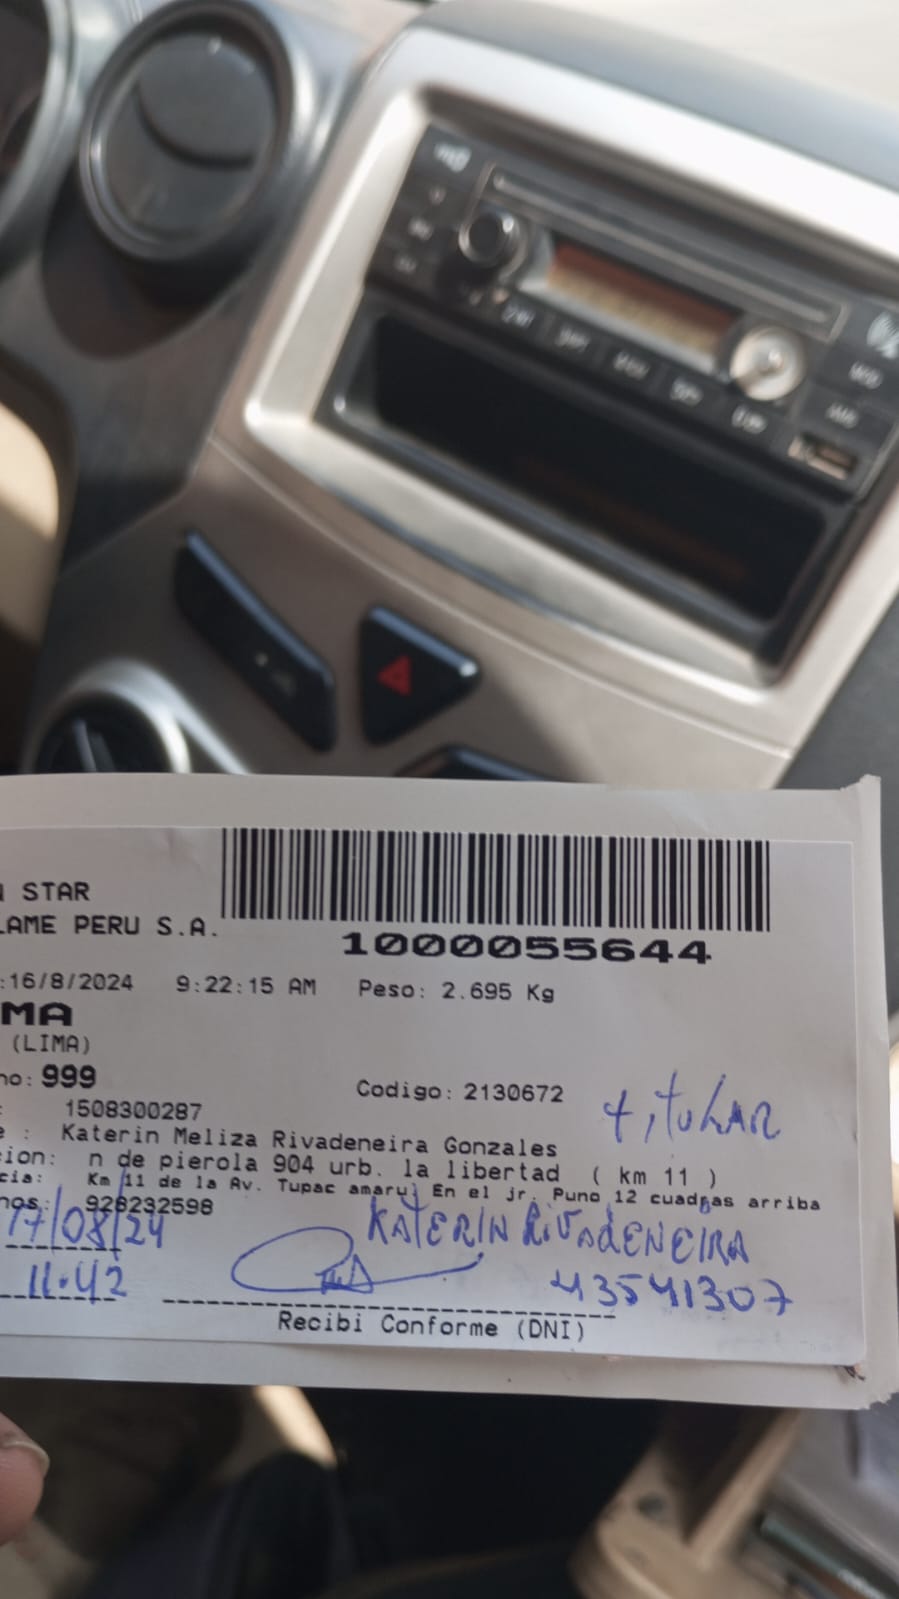 STAR
LAME PERU S.A.
1000055644
:16/8/2024 9:22:15 AM Peso: 2.695 Kg
MA
(LIMA)
no: 999
Codigo: 2130672
titular
: 1508300287
e : Katerin Meliza Rivadeneira Gonzales
ion: n de pierola 904 urb. la libertad ( km 11 )
cia: Km 11 de la Av. Tupac amaru. En el jr. Puno 12 cuadras arriba
nos: 928232598
17/08/24
KATERIN RIVADENEIRA
11:42
43541307
Recibi Conforme (DNI)